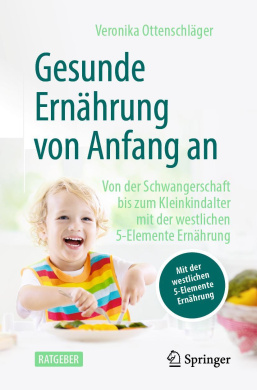 Veronika Ottenschläger
Gesunde
Ernährung
von Anfang an
Von der Schwangerschaft
bis zum Kleinkindalter
mit der westlichen
5-Elemente Ernährung
Mit der
westlichen
5-Elemente
Ernährung
RATGEBER
Springer